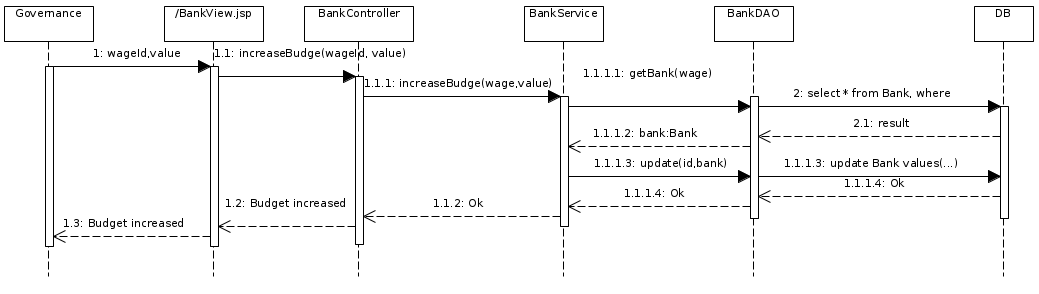 Governance
/BankView.jsp
BankController
BankService
BankDAO
DB
1: wageId,value
1.1: increaseBudge(wageId, value)
1.1.1: increaseBudge(wage,value)
1.1.1.1: getBank(wage)
2: select * from Bank, where
2.1: result
1.1.1.2: bank:Bank
1.1.1.3: update(id,bank)
1.1.1.3: update Bank values(...)
1.1.1.4: Ok
1.1.1.4: Ok
1.1.2: Ok
1.2: Budget increased
1.3: Budget increased